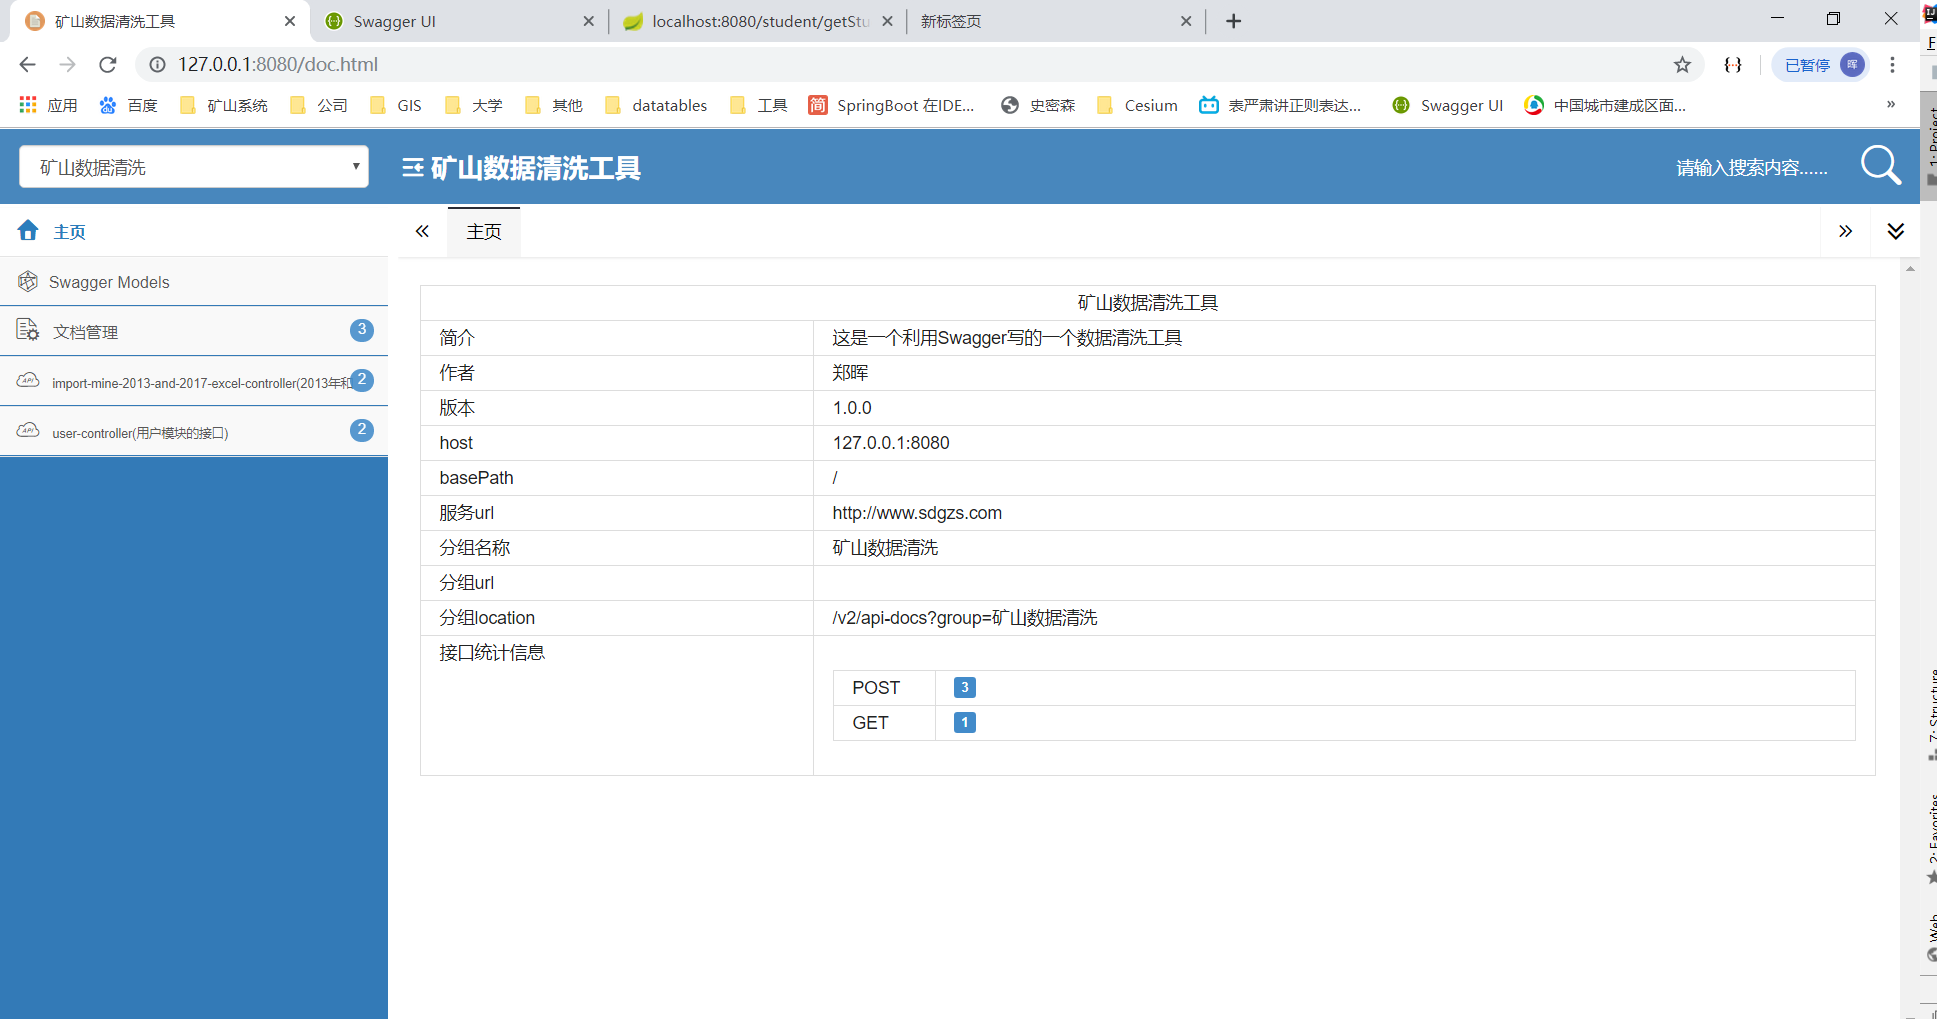 矿山数据清洗工具
Swagger UI
localhost:8080/student/getStu
新标签页
127.0.0.1:8080/doc.html
已暂停 晖
应用 百度 矿山系统 公司 GIS 大学 其他 datatables 工具 简 SpringBoot 在IDE... 史密森 Cesium 表严肃讲正则表达... Swagger UI 中国城市建成区面... »
矿山数据清洗
矿山数据清洗工具
请输入搜索内容......
主页
Swagger Models
文档管理 3
import-mine-2013-and-2017-excel-controller(2013年和 2
user-controller(用户模块的接口) 2
主页
矿山数据清洗工具
简介 这是一个利用Swagger写的一个数据清洗工具
作者 郑晖
版本 1.0.0
host 127.0.0.1:8080
basePath /
服务url http://www.sdgzs.com
分组名称 矿山数据清洗
分组url
分组location /v2/api-docs?group=矿山数据清洗
接口统计信息
POST 3
GET 1
F
1: Project
7: Structure
2: Favorites
Web